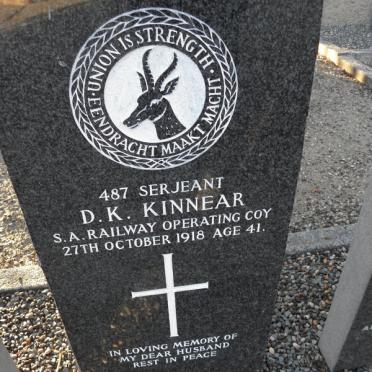 UNION IS STRENGTH
EENDRACHT MAAKT MACHT
487 SERJEANT
D.K. KINNEAR
S.A. RAILWAY OPERATING COY
27TH OCTOBER 1918 AGE 41.
IN LOVING MEMORY OF
MY DEAR HUSBAND
REST IN PEACE